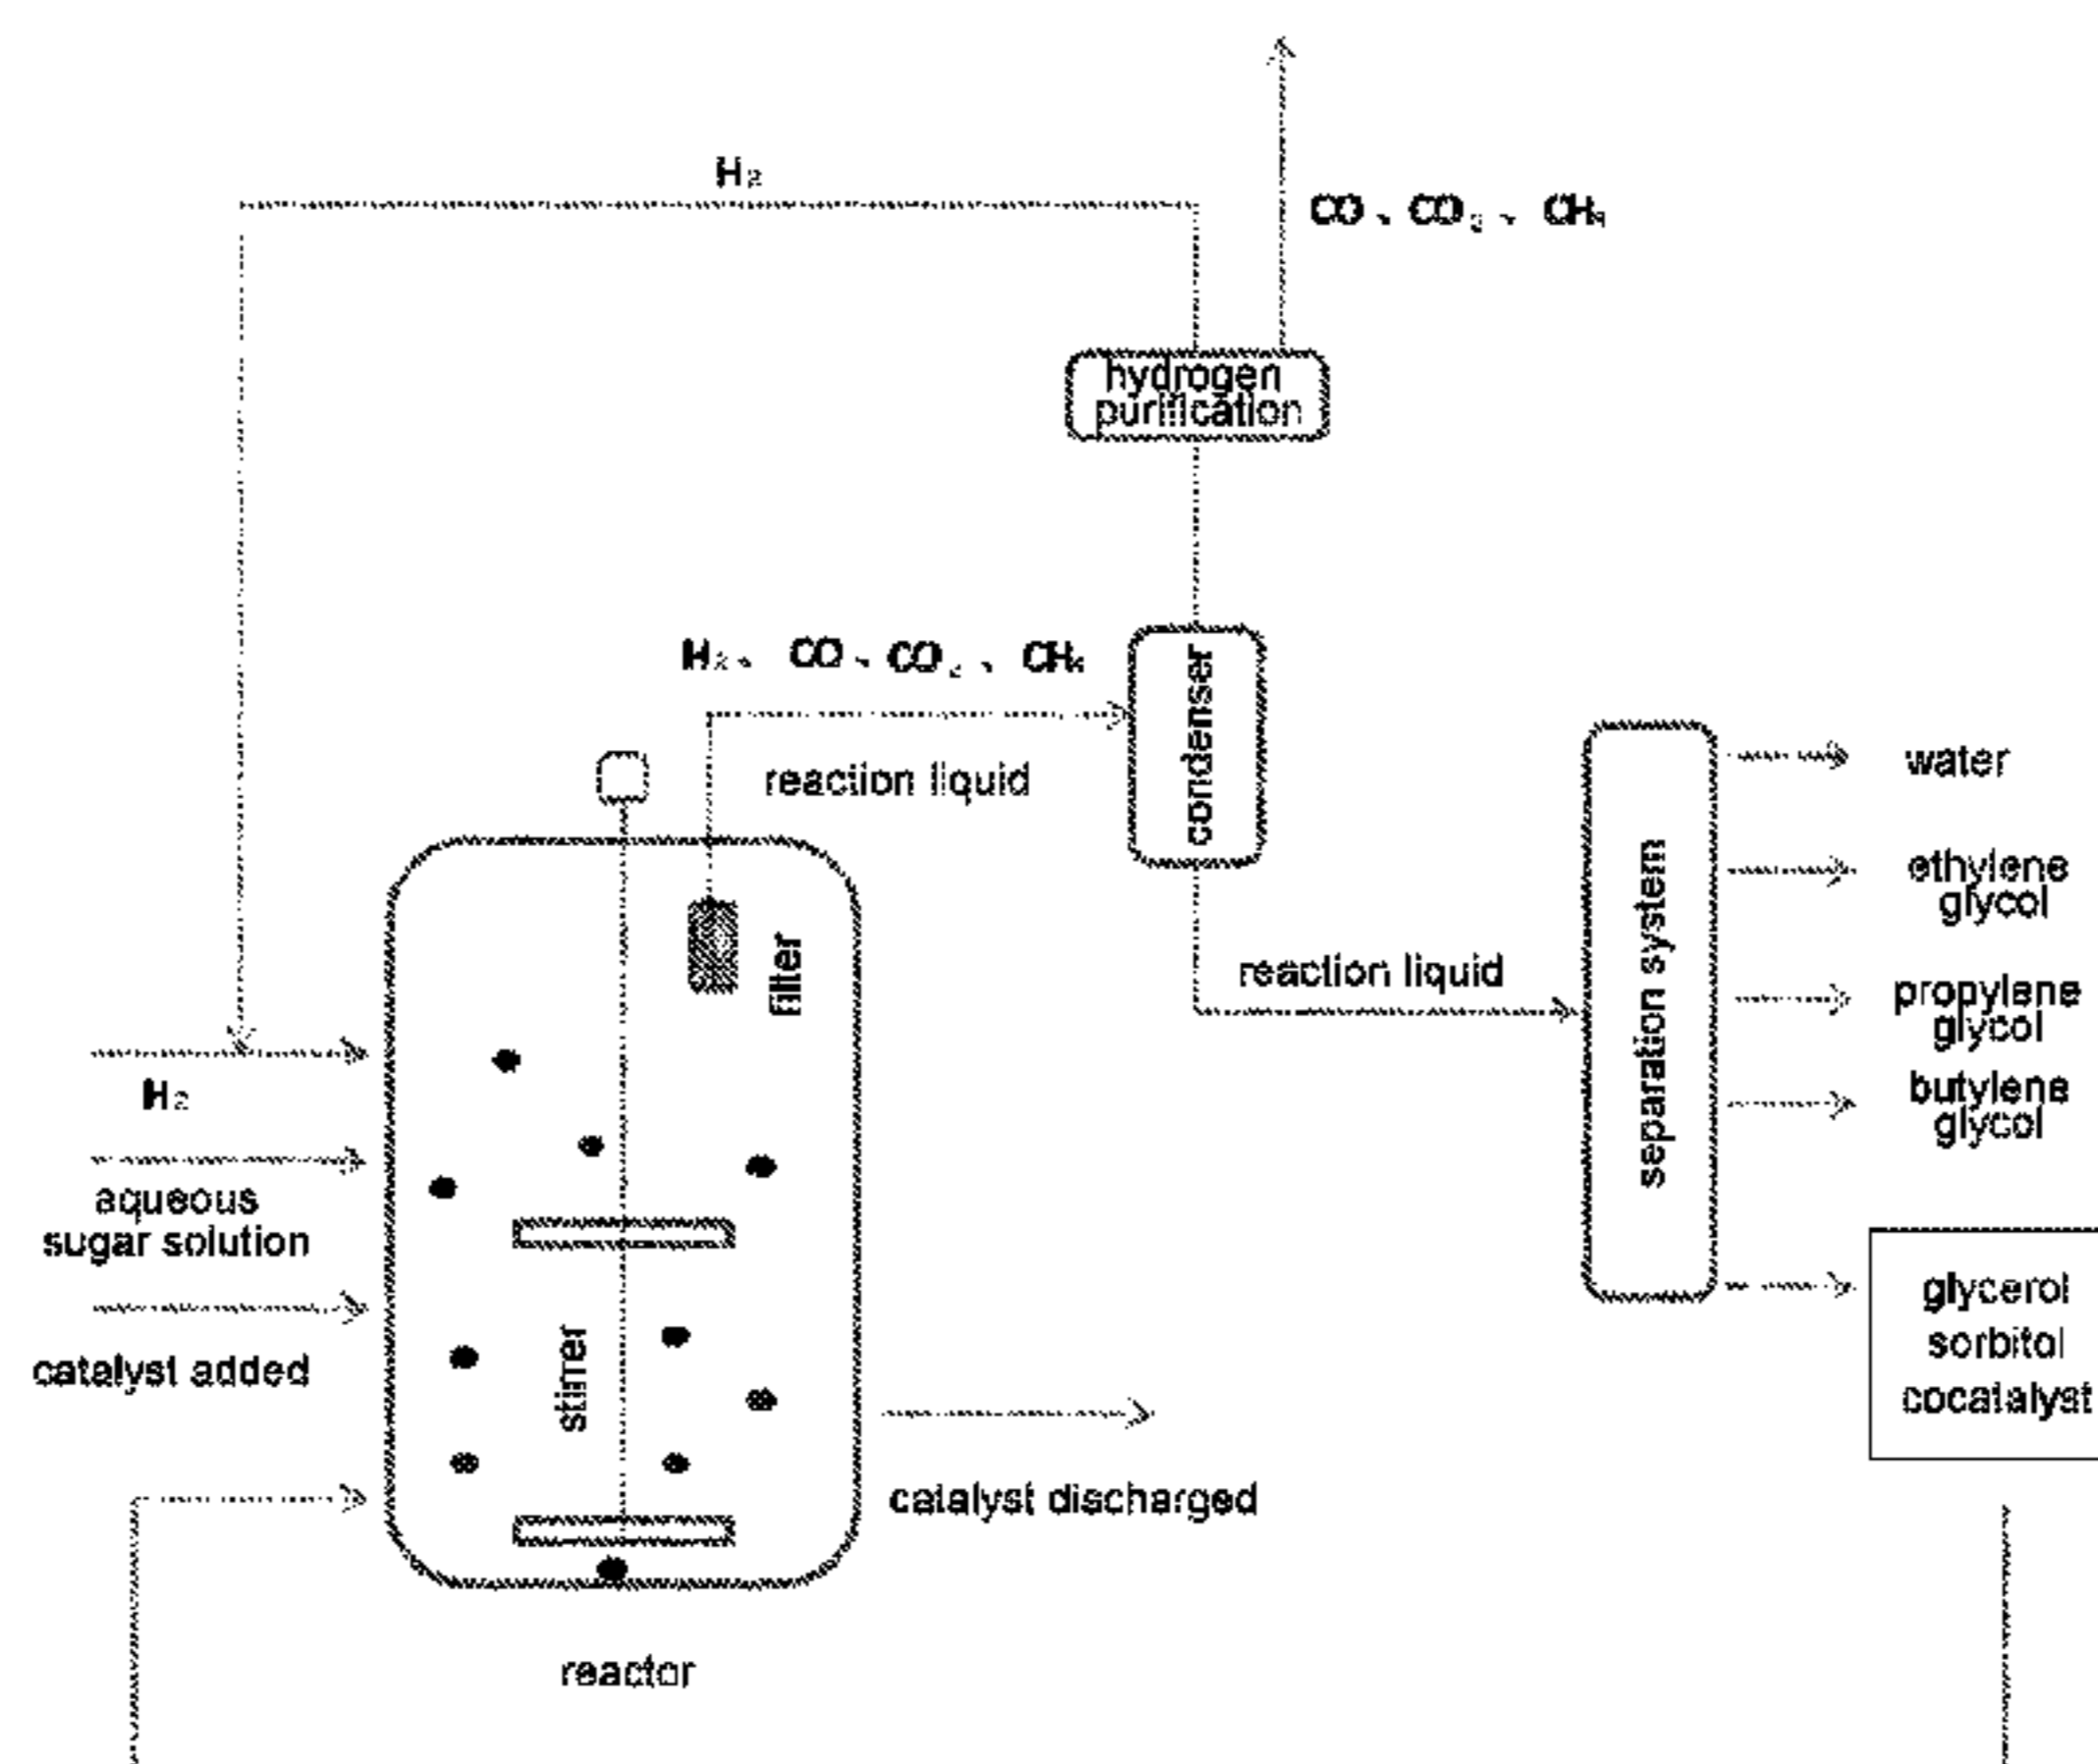 H₂
CO、CO₂、CH₄
hydrogen
purification
H₂、CO、CO₂、CH₄
condenser
reaction liquid
water
ethylene
glycol
filter
reaction liquid
separation system
propylene
glycol
H₂
butylene
glycol
aqueous
sugar solution
glycerol
sorbitol
cocatalyst
catalyst added
stirrer
catalyst discharged
reactor